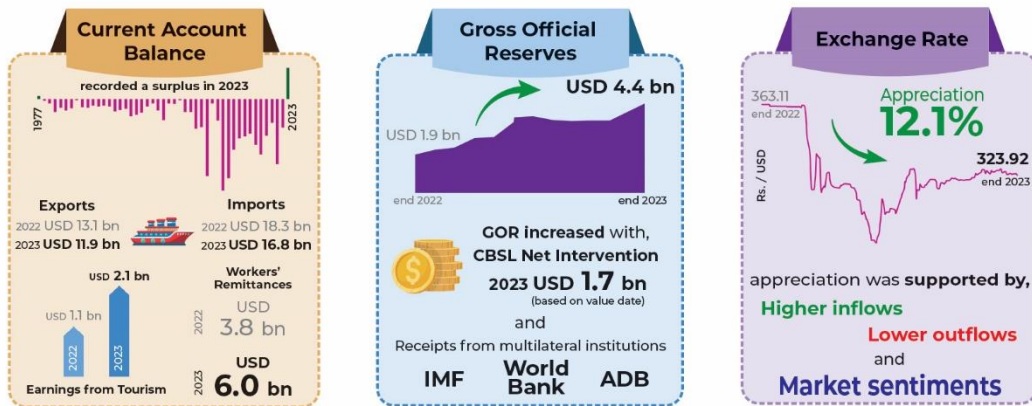 Current Account
Balance
recorded a surplus in 2023
1977
2023
Exports
2022 USD 13.1 bn
2023 USD 11.9 bn
Imports
2022 USD 18.3 bn
2023 USD 16.8 bn
USD 2.1 bn
USD 1.1 bn
2022
2023
Earnings from Tourism
Workers'
Remittances
2022
USD
3.8 bn
2023
USD
6.0 bn
Gross Official
Reserves
USD 4.4 bn
USD 1.9 bn
end 2022
end 2023
GOR increased with,
CBSL Net Intervention
2023 USD 1.7 bn
(based on value date)
and
Receipts from multilateral institutions
IMF
World
Bank
ADB
Exchange Rate
363.11
end 2022
Appreciation
12.1%
Rs. / USD
323.92
end 2023
appreciation was supported by,
Higher inflows
Lower outflows
and
Market sentiments